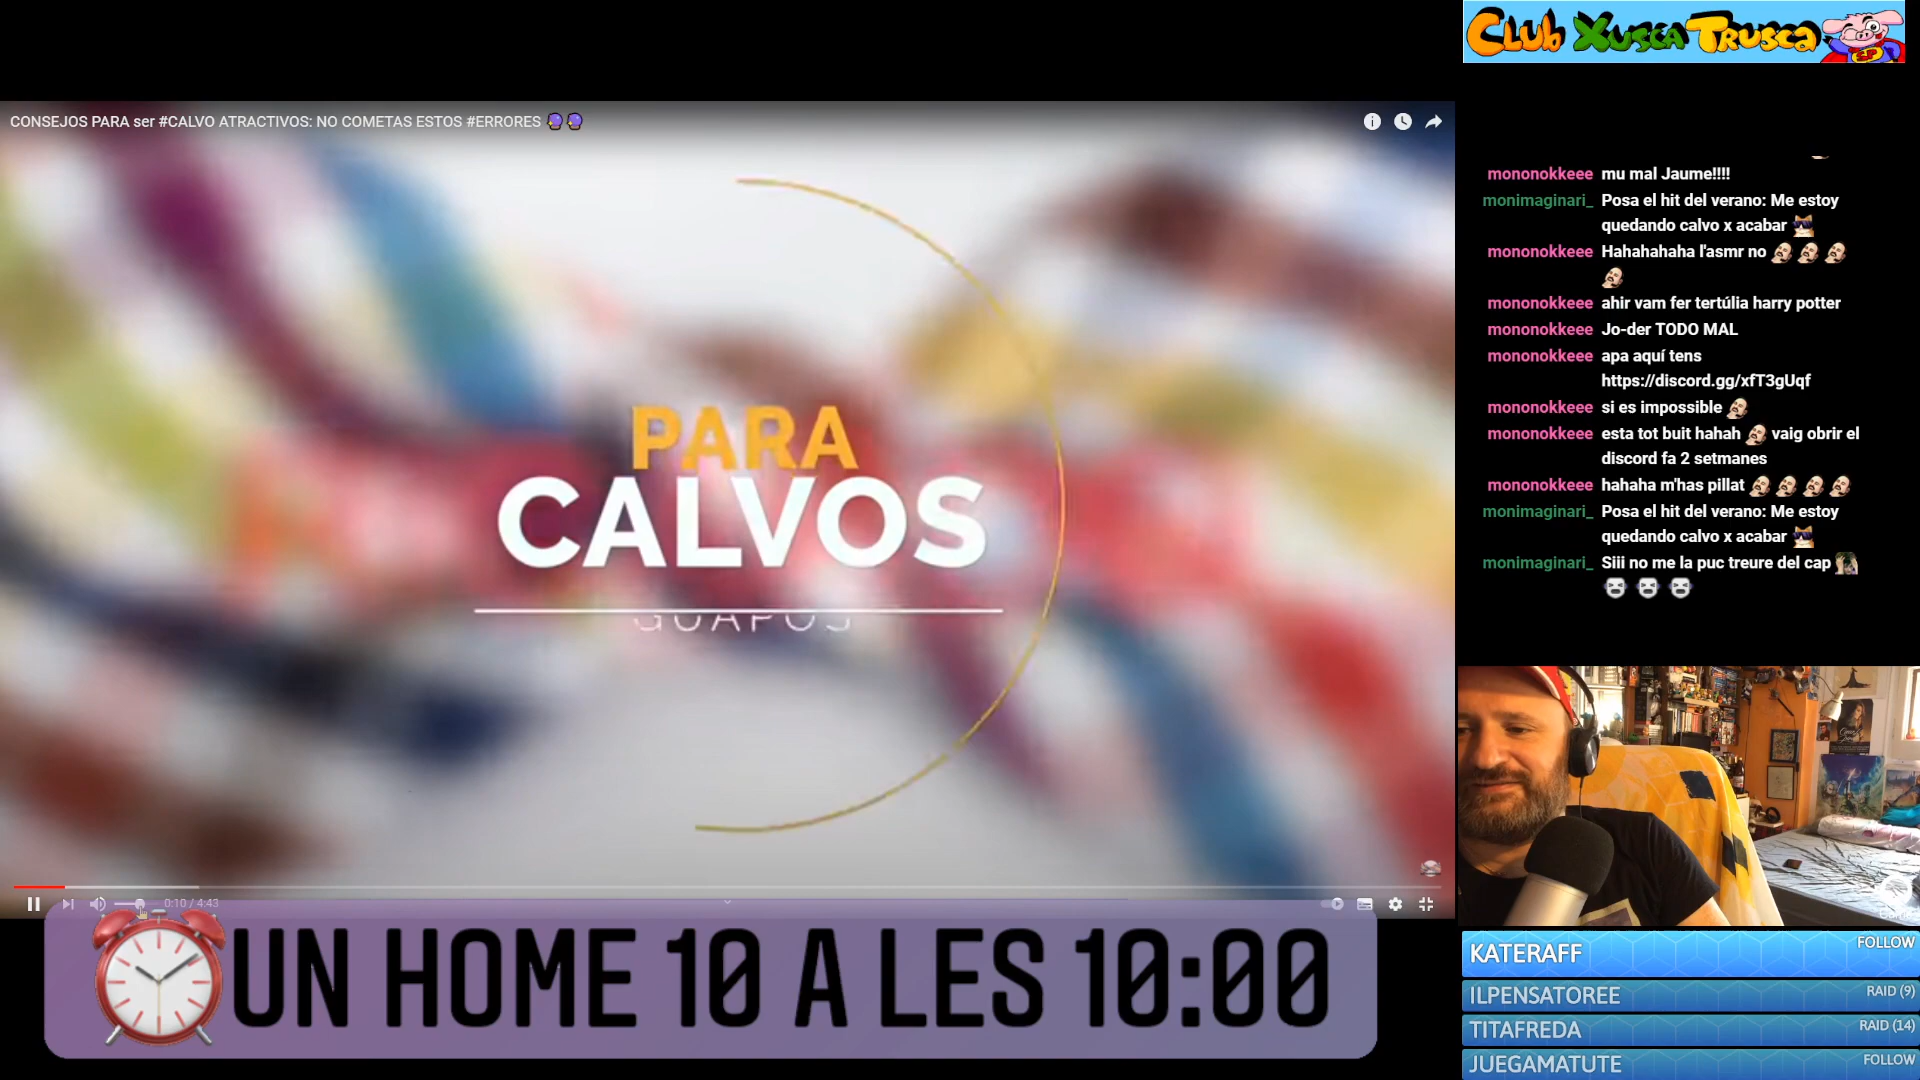 Club Xusca Trusca
SP
CONSEJOS PARA ser #CALVO ATRACTIVOS: NO COMETAS ESTOS #ERRORES
PARA
CALVOS
GUAPOS
0:10 / 4:43
UN HOME 10 A LES 10:00
mononokkeee mu mal Jaume!!!!
monimaginari_ Posa el hit del verano: Me estoy
quedando calvo x acabar
mononokkeee Hahahahaha l'asmr no
mononokkeee ahir vam fer tertúlia harry potter
mononokkeee Jo-der TODO MAL
mononokkeee apa aquí tens
https://discord.gg/xfT3gUqf
mononokkeee si es impossible
mononokkeee esta tot buit hahah vaig obrir el
discord fa 2 setmanes
mononokkeee hahaha m'has pillat
monimaginari_ Posa el hit del verano: Me estoy
quedando calvo x acabar
monimaginari_ Siii no me la puc treure del cap
KATERAFF FOLLOW
ILPENSATOREE RAID (9)
TITAFREDA RAID (14)
JUEGAMATUTE FOLLOW